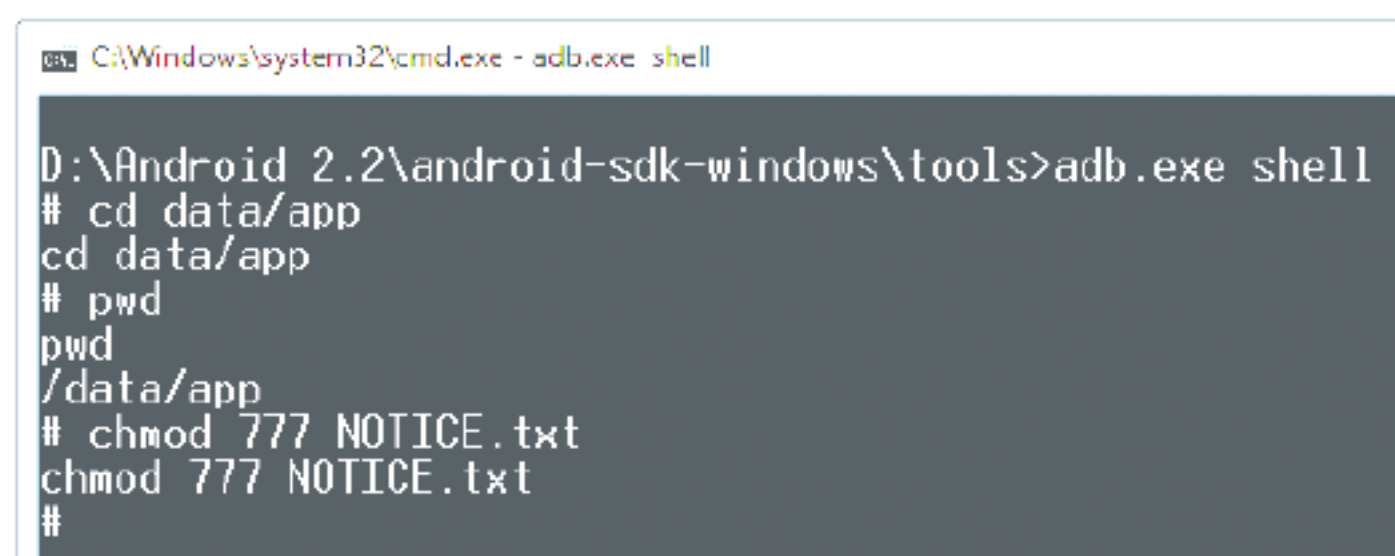 C:\Windows\system32\cmd.exe - adb.exe  shell
D:\Android 2.2\android-sdk-windows\tools>adb.exe shell
# cd data/app
cd data/app
# pwd
pwd
/data/app
# chmod 777 NOTICE.txt
chmod 777 NOTICE.txt
#